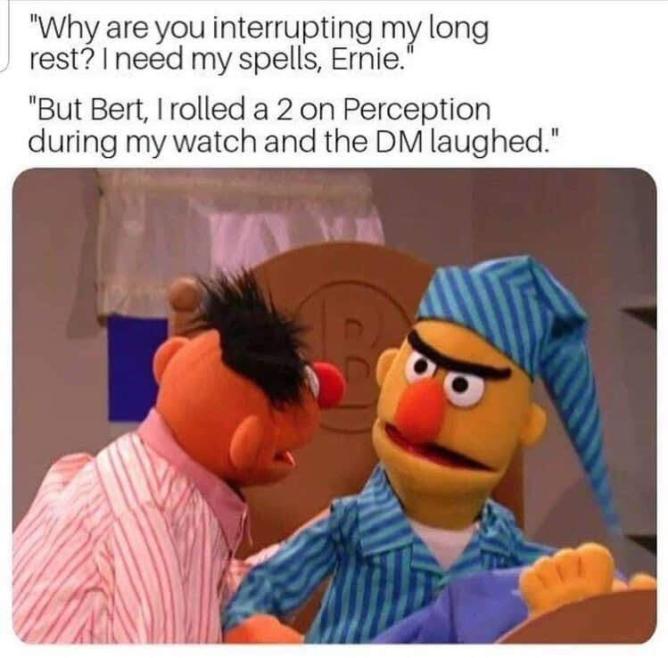 "Why are you interrupting my long
rest? I need my spells, Ernie."
"But Bert, I rolled a 2 on Perception
during my watch and the DM laughed."
B